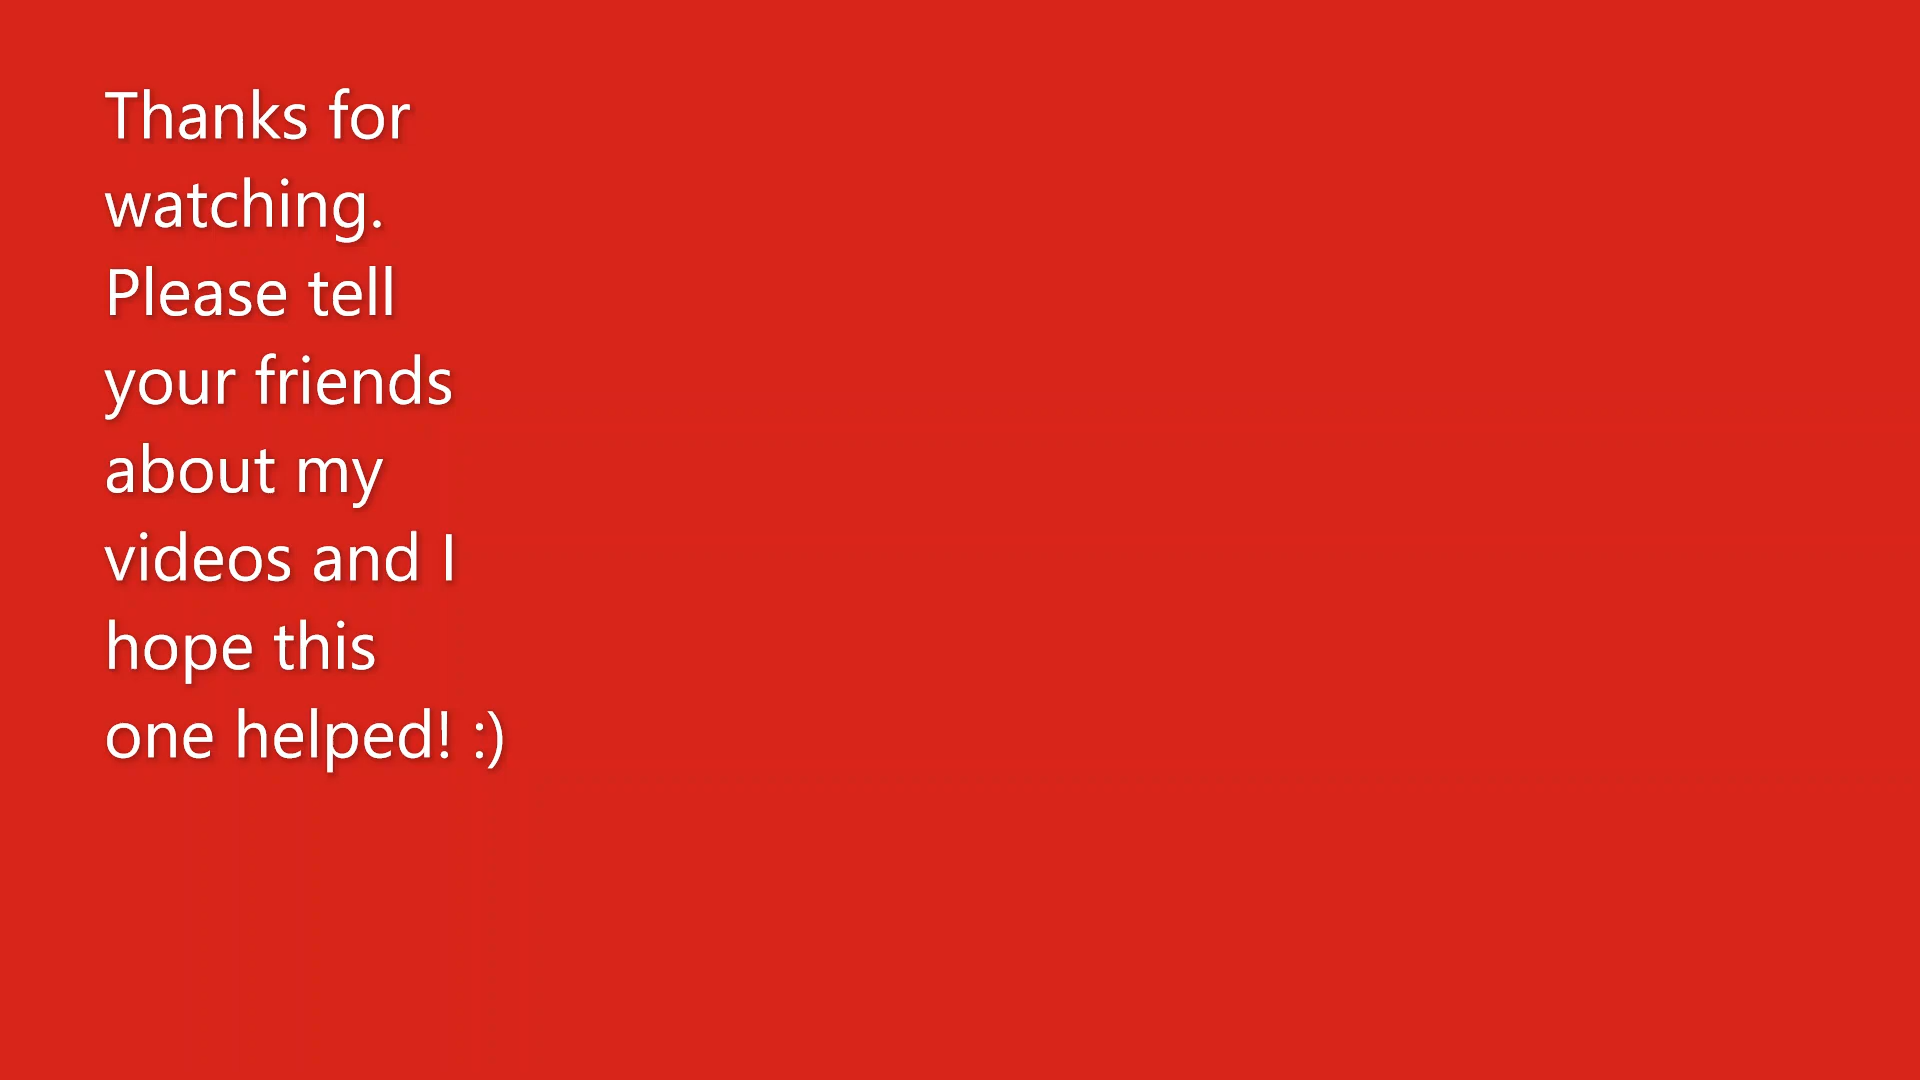 Thanks for
watching.
Please tell
your friends
about my
videos and I
hope this
one helped! :)